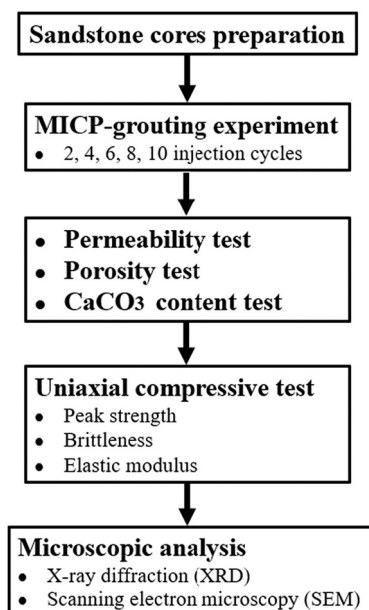 Sandstone cores preparation
MICP-grouting experiment
• 2, 4, 6, 8, 10 injection cycles
• Permeability test
• Porosity test
• CaCO3 content test
Uniaxial compressive test
• Peak strength
• Brittleness
• Elastic modulus
Microscopic analysis
• X-ray diffraction (XRD)
• Scanning electron microscopy (SEM)